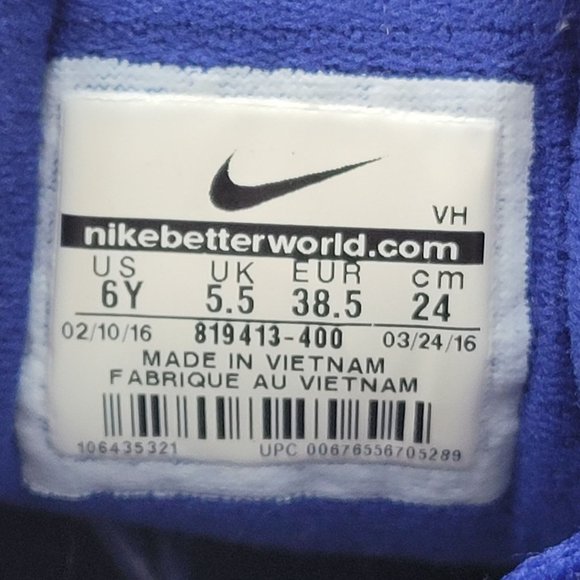 VH
nikebetterworld.com
US UK EUR cm
6Y 5.5 38.5 24
02/10/16 819413-400 03/24/16
MADE IN VIETNAM
FABRIQUE AU VIETNAM
106435321 UPC 00676556705289